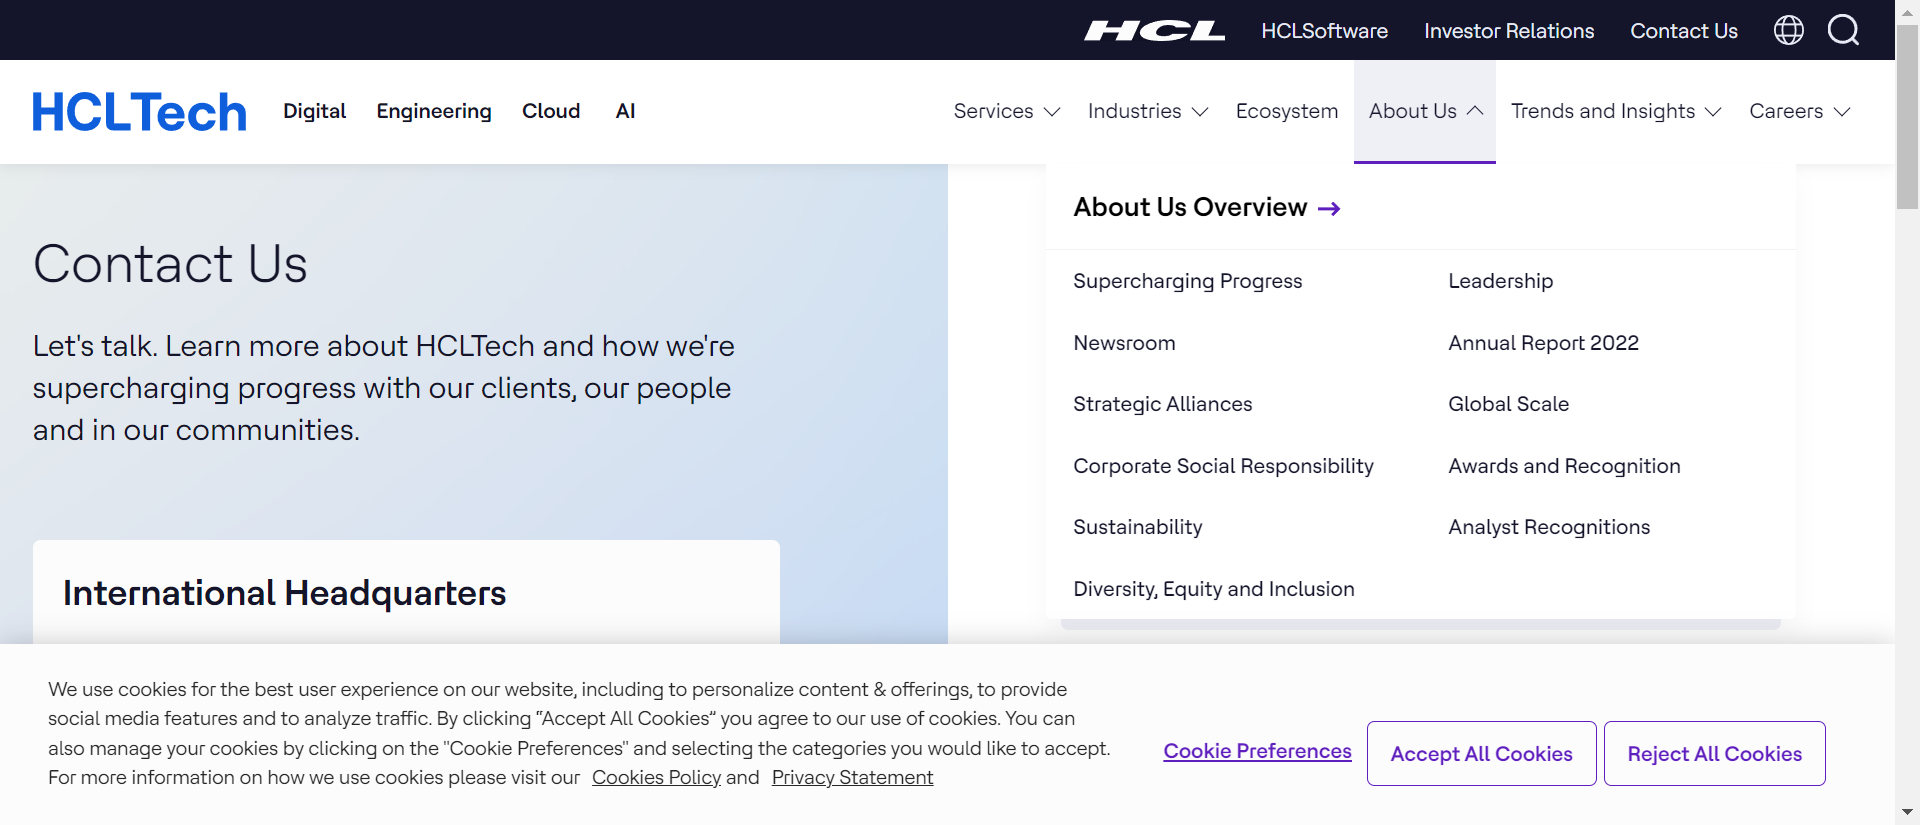 HCL HCLSoftware Investor Relations Contact Us
HCLTech Digital Engineering Cloud AI Services Industries Ecosystem About Us Trends and Insights Careers
About Us Overview
Supercharging Progress Leadership
Newsroom Annual Report 2022
Strategic Alliances Global Scale
Corporate Social Responsibility Awards and Recognition
Sustainability Analyst Recognitions
Diversity, Equity and Inclusion
Contact Us
Let's talk. Learn more about HCLTech and how we're
supercharging progress with our clients, our people
and in our communities.
International Headquarters
We use cookies for the best user experience on our website, including to personalize content & offerings, to provide
social media features and to analyze traffic. By clicking “Accept All Cookies” you agree to our use of cookies. You can
also manage your cookies by clicking on the "Cookie Preferences" and selecting the categories you would like to accept.
For more information on how we use cookies please visit our Cookies Policy and Privacy Statement
Cookie Preferences Accept All Cookies Reject All Cookies